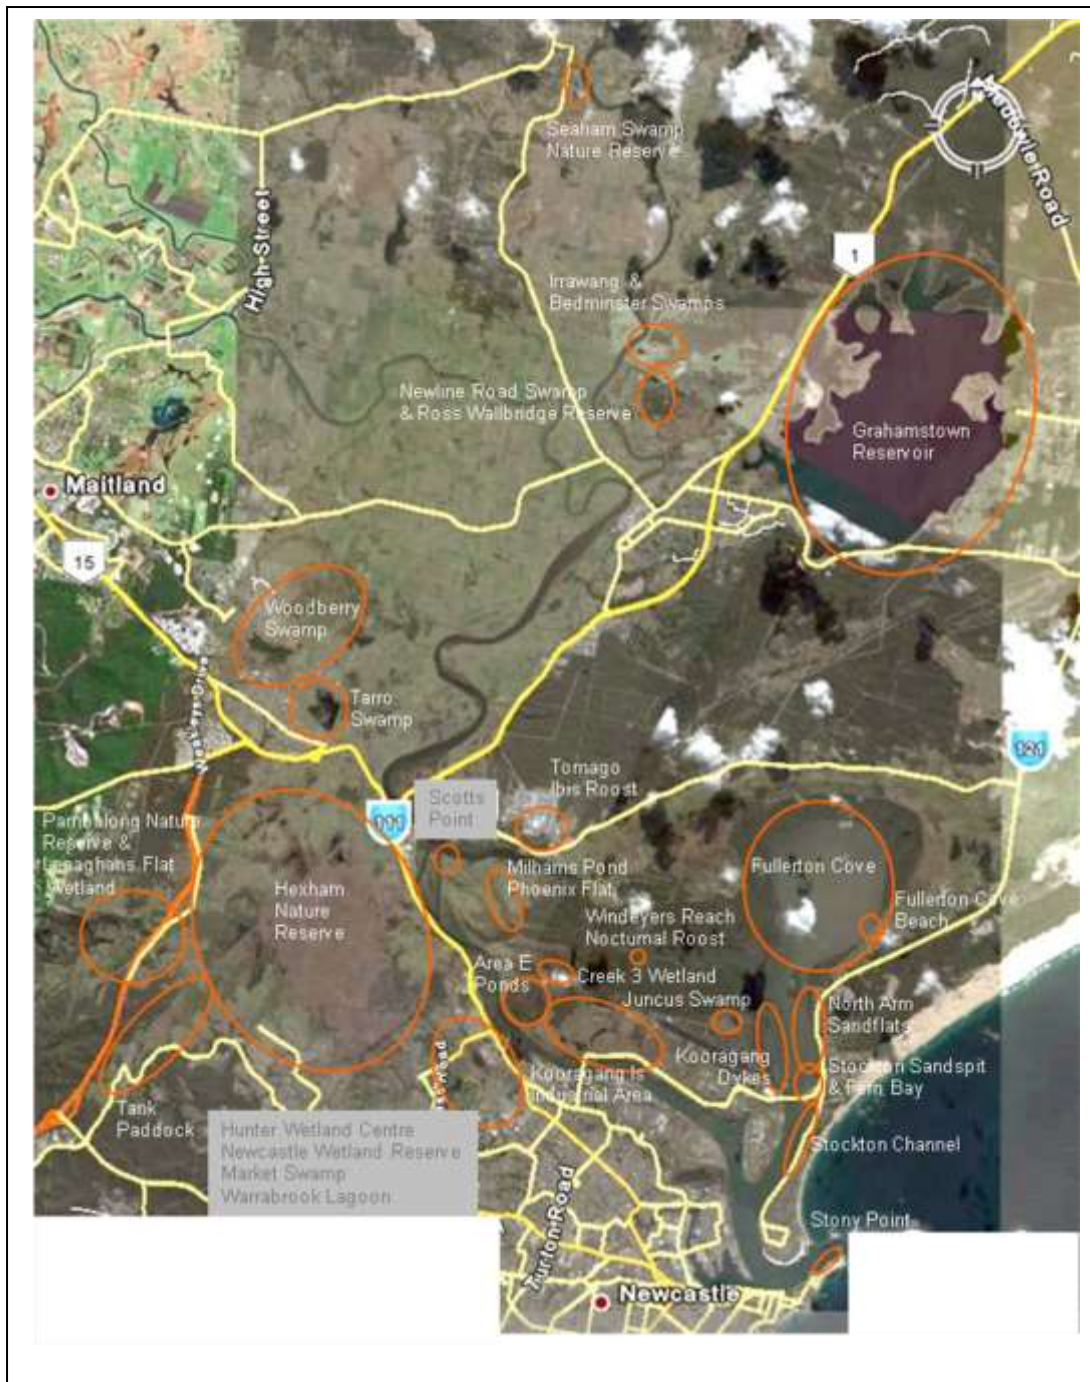 Seaham Swamp
Nature Reserve
Meadowie Road
High Street
1
Irrawang &
Bedminster Swamps
Newline Road Swamp
& Ross Wallbridge Reserve
Grahamstown
Reservoir
Maitland
15
Woodberry
Swamp
Tarro
Swamp
Tomago
Ibis Roost
Scotts
Point
Pambalong Nature
Reserve &
Lenaghans Flat
Wetland
Hexham
Nature
Reserve
Milhams Pond
Phoenix Flat
Fullerton Cove
Fullerton Cove
Beach
Windeyers Reach
Nocturnal Roost
Area E
Ponds
Creek 3 Wetland
Juncus Swamp
North Arm
Sandflats
Kooragang
Dykes
Kooragang Is
Industrial Area
Stockton Sandspit
& Fern Bay
Road
Tank
Paddock
Hunter Wetland Centre
Newcastle Wetland Reserve
Market Swamp
Warrabrook Lagoon
Stockton Channel
Turton Road
Stony Point
Newcastle